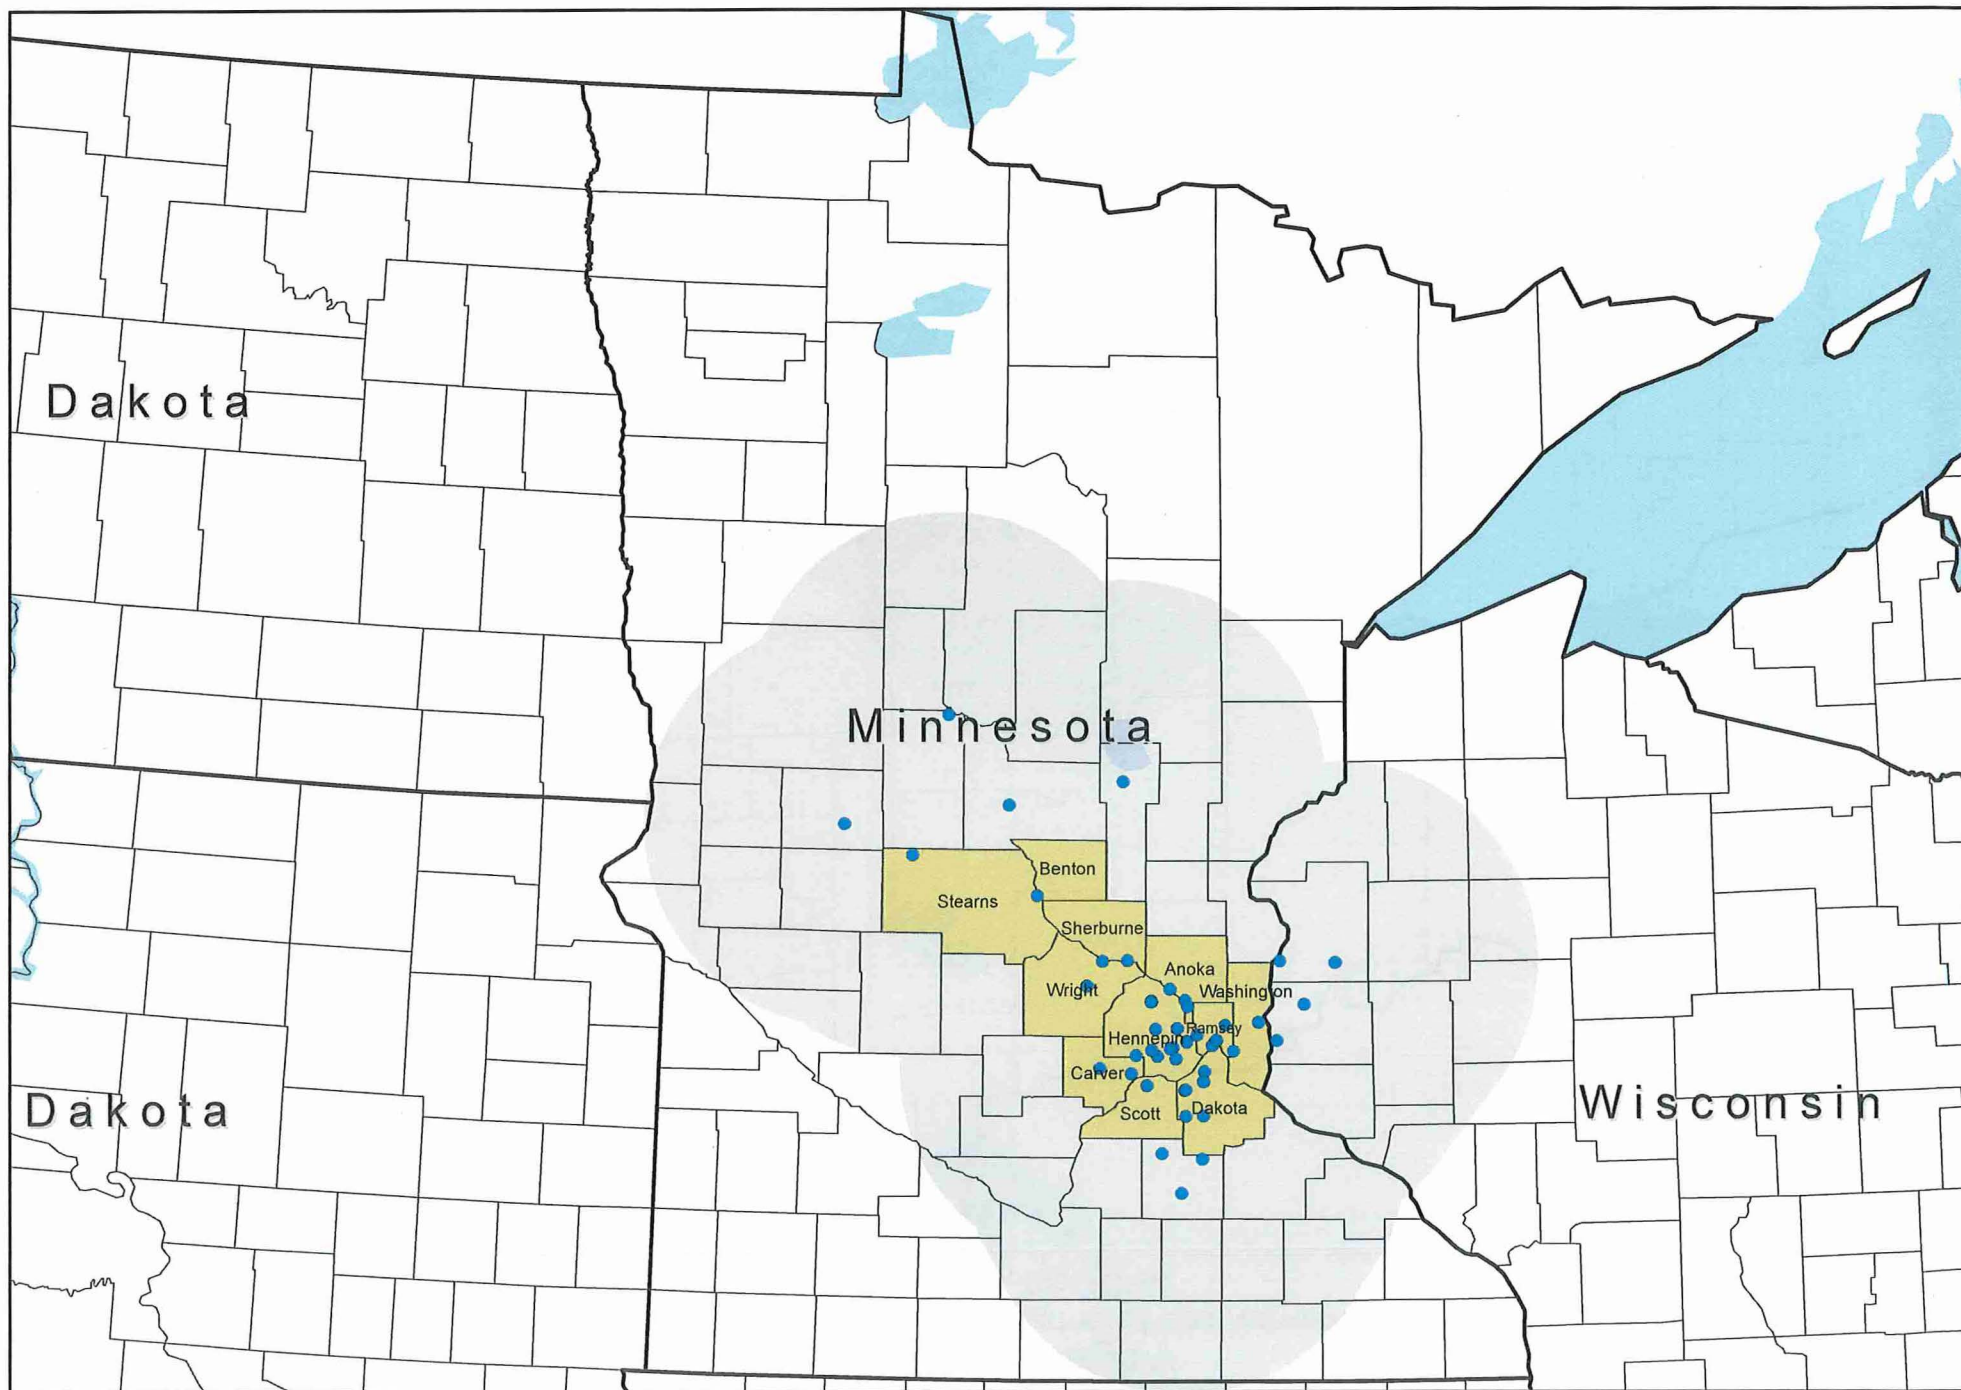 Dakota
Minnesota
Benton
Stearns
Sherburne
Anoka
Wright
Washington
Ramsey
Hennepin
Carver
Dakota
Scott
Dakota
Wisconsin